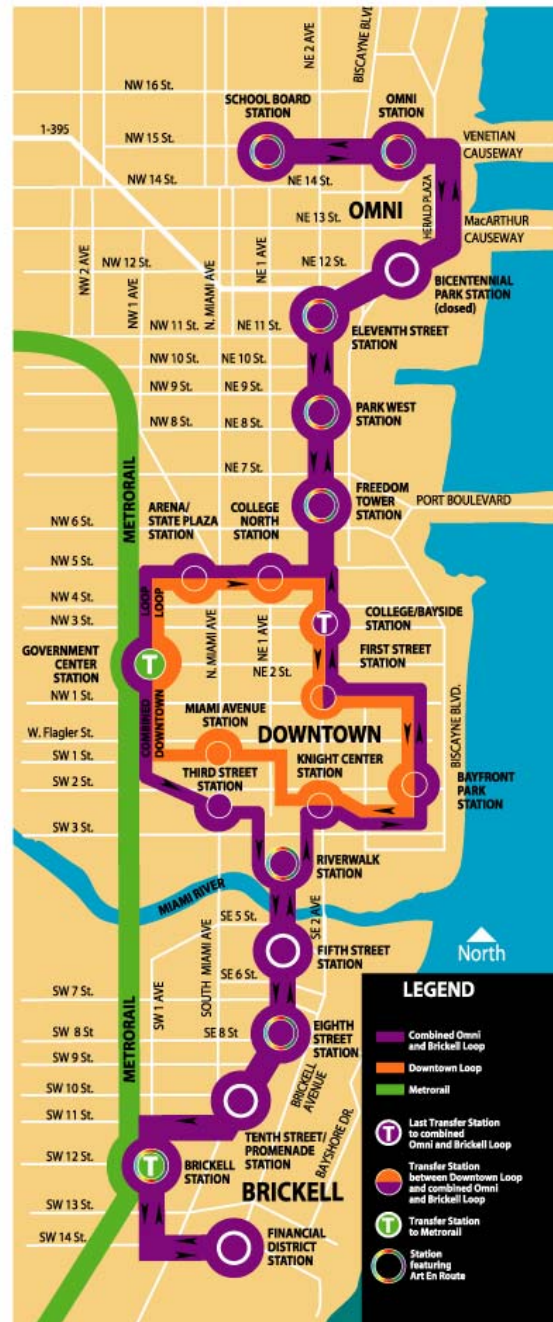 NE 2 AVE
BISCAYNE BLVD
NW 16 St.
SCHOOL BOARD
STATION
OMNI
STATION
1-395
NW 15 St.
VENETIAN
CAUSEWAY
NW 14 St.
NE 14 St.
OMNI
HERALD PLAZA
NE 13 St.
MacARTHUR
CAUSEWAY
NW 2 AVE
NW 1 AVE
N. MIAMI AVE
NE 1 AVE
NW 12 St.
NE 12 St.
BICENTENNIAL
PARK STATION
(closed)
NW 11 St.
NE 11 St.
ELEVENTH STREET
STATION
NW 10 St.
NE 10 St.
NW 9 St.
NE 9 St.
PARK WEST
STATION
NW 8 St.
NE 8 St.
METRORAIL
NE 7 St.
FREEDOM
TOWER
STATION
PORT BOULEVARD
ARENA/
STATE PLAZA
STATION
COLLEGE
NORTH
STATION
NW 6 St.
NW 5 St.
NW 4 St.
NW 3 St.
LOOP
LOOP
N. MIAMI AVE
NE 1 AVE
T
COLLEGE/BAYSIDE
STATION
GOVERNMENT
CENTER
STATION
T
NE 2 St.
FIRST STREET
STATION
NW 1 St.
MIAMI AVENUE
STATION
COMBINED
DOWNTOWN
DOWNTOWN
BISCAYNE BLVD.
W. Flagler St.
SW 1 St.
THIRD STREET
STATION
KNIGHT CENTER
STATION
SW 2 St.
BAYFRONT
PARK
STATION
SW 3 St.
RIVERWALK
STATION
MIAMI RIVER
SOUTH MIAMI AVE
SE 5 St.
SE 2 AVE
FIFTH STREET
STATION
North
SE 6 St.
SW 7 St.
SW 1 AVE
SW 8 St
SE 8 St
EIGHTH
STREET
STATION
SW 9 St.
METRORAIL
SW 10 St.
BRICKELL
AVENUE
BAYSHORE DR.
SW 11 St.
TENTH STREET/
PROMENADE
STATION
SW 12 St.
T
BRICKELL
STATION
BRICKELL
SW 13 St.
SW 14 St.
FINANCIAL
DISTRICT
STATION
LEGEND
Combined Omni
and Brickell Loop
Downtown Loop
Metrorail
T
Last Transfer Station
to combined
Omni and Brickell Loop
T
Transfer Station
between Downtown Loop
and combined Omni
and Brickell Loop
T
Transfer Station
to Metrorail
Station
featuring
Art En Route